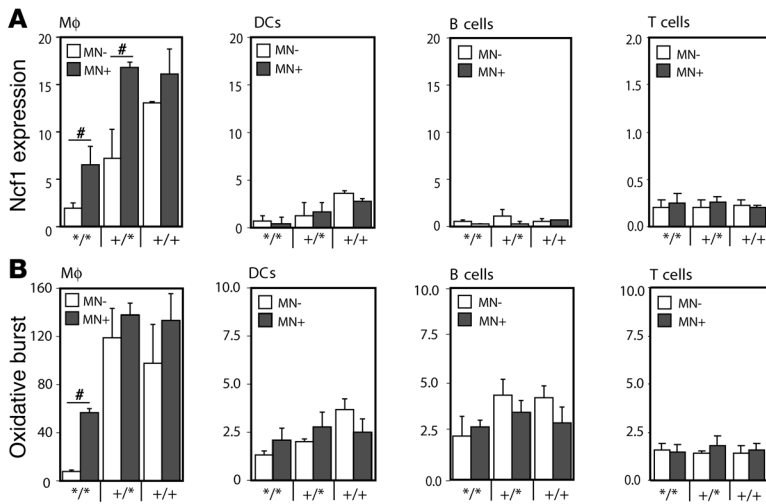 A
Mϕ
DCs
B cells
T cells
Ncf1 expression
20
15
10
5
0
MN-
MN+
#
#
*/*
+/*
+/+
20
15
10
5
0
MN-
MN+
*/*
+/*
+/+
20
15
10
5
0
MN-
MN+
*/*
+/*
+/+
2.0
1.5
1.0
0.5
0.0
MN-
MN+
*/*
+/*
+/+
B
Mϕ
DCs
B cells
T cells
Oxidative burst
160
120
80
40
0
MN-
MN+
#
*/*
+/*
+/+
10.0
7.5
5.0
2.5
0.0
MN-
MN+
*/*
+/*
+/+
10.0
7.5
5.0
2.5
0.0
MN-
MN+
*/*
+/*
+/+
10.0
7.5
5.0
2.5
0.0
MN-
MN+
*/*
+/*
+/+